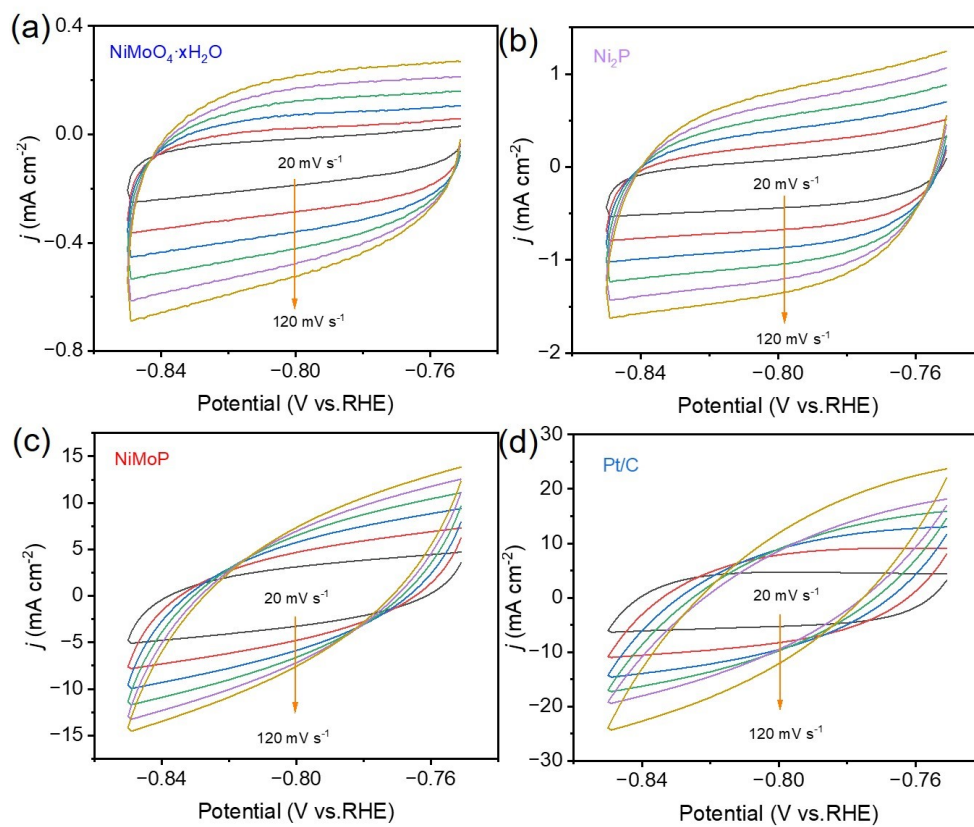 (a)
NiMoO₄·xH₂O
0.4
0.0
−0.4
−0.8
j (mA cm⁻²)
20 mV s⁻¹
120 mV s⁻¹
−0.84 −0.80 −0.76
Potential (V vs.RHE)
(b)
Ni₂P
1
0
−1
−2
j (mA cm⁻²)
20 mV s⁻¹
120 mV s⁻¹
−0.84 −0.80 −0.76
Potential (V vs.RHE)
(c)
NiMoP
15
10
5
0
−5
−10
−15
j (mA cm⁻²)
20 mV s⁻¹
120 mV s⁻¹
−0.84 −0.80 −0.76
Potential (V vs.RHE)
(d)
Pt/C
30
20
10
0
−10
−20
−30
j (mA cm⁻²)
20 mV s⁻¹
120 mV s⁻¹
−0.84 −0.80 −0.76
Potential (V vs.RHE)